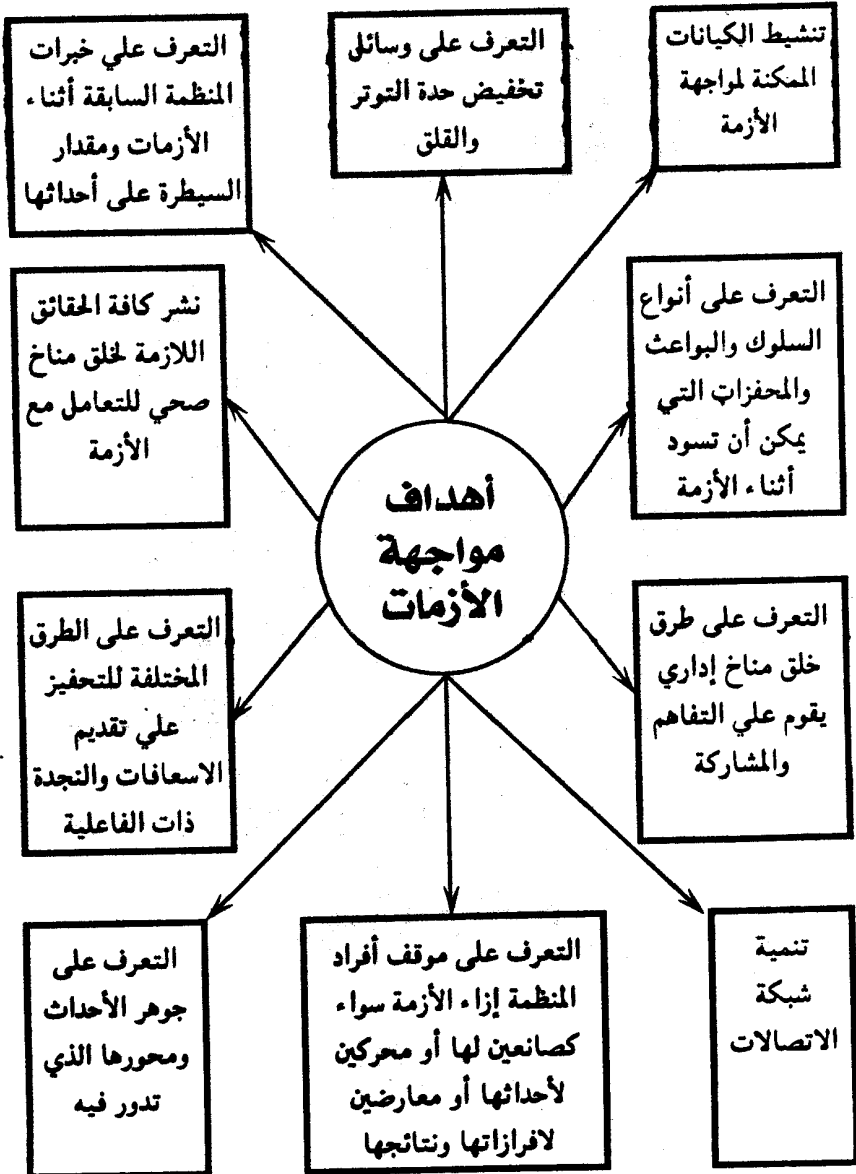 تنشيط الكيانات
الممكنة لمواجهة
الأزمة
التعرف على وسائل
تخفيض حدة التوتر
والقلق
التعرف علي خبرات
المنظمة السابقة أثناء
الأزمات ومقدار
السيطرة على أحداثها
التعرف على أنواع
السلوك والبواعث
والمحفزات التي
يمكن أن تسود
أثناء الأزمة
نشر كافة الحقائق
اللازمة لخلق مناخ
صحي للتعامل مع
الأزمة
أهداف
مواجهة
الأزمات
التعرف على طرق
خلق مناخ إداري
يقوم علي التفاهم
والمشاركة
التعرف على الطرق
المختلفة للتحفيز
علي تقديم
الاسعافات والنجدة
ذات الفاعلية
تنمية
شبكة
الاتصالات
التعرف على موقف أفراد
المنظمة إزاء الأزمة سواء
كصانعين لها أو محركين
لأحداثها أو معارضين
لافرازاتها ونتائجها
التعرف على
جوهر الأحداث
ومحورها الذي
تدور فيه